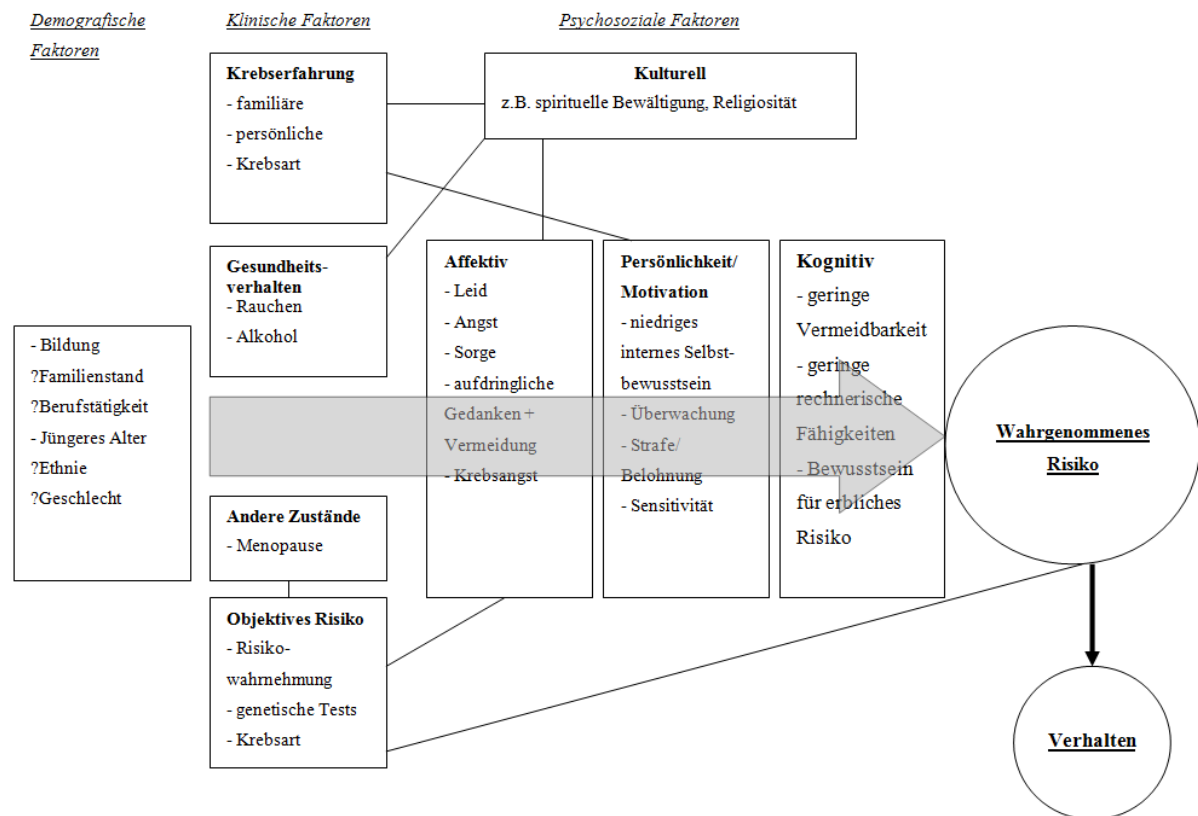 Demografische
Faktoren
Klinische Faktoren
Psychosoziale Faktoren
Krebserfahrung
- familiäre
- persönliche
- Krebsart
Kulturell
z.B. spirituelle Bewältigung, Religiosität
Gesundheits-
verhalten
- Rauchen
- Alkohol
Affektiv
- Leid
- Angst
- Sorge
- aufdringliche
Gedanken +
Vermeidung
- Krebsangst
Persönlichkeit/
Motivation
- niedriges
internes Selbst-
bewusstsein
- Überwachung
- Strafe/
Belohnung
- Sensitivität
Kognitiv
- geringe
Vermeidbarkeit
- geringe
rechnerische
Fähigkeiten
- Bewusstsein
für erbliches
Risiko
- Bildung
?Familienstand
?Berufstätigkeit
- Jüngeres Alter
?Ethnie
?Geschlecht
Wahrgenommenes
Risiko
Andere Zustände
- Menopause
Objektives Risiko
- Risiko-
wahrnehmung
- genetische Tests
- Krebsart
Verhalten